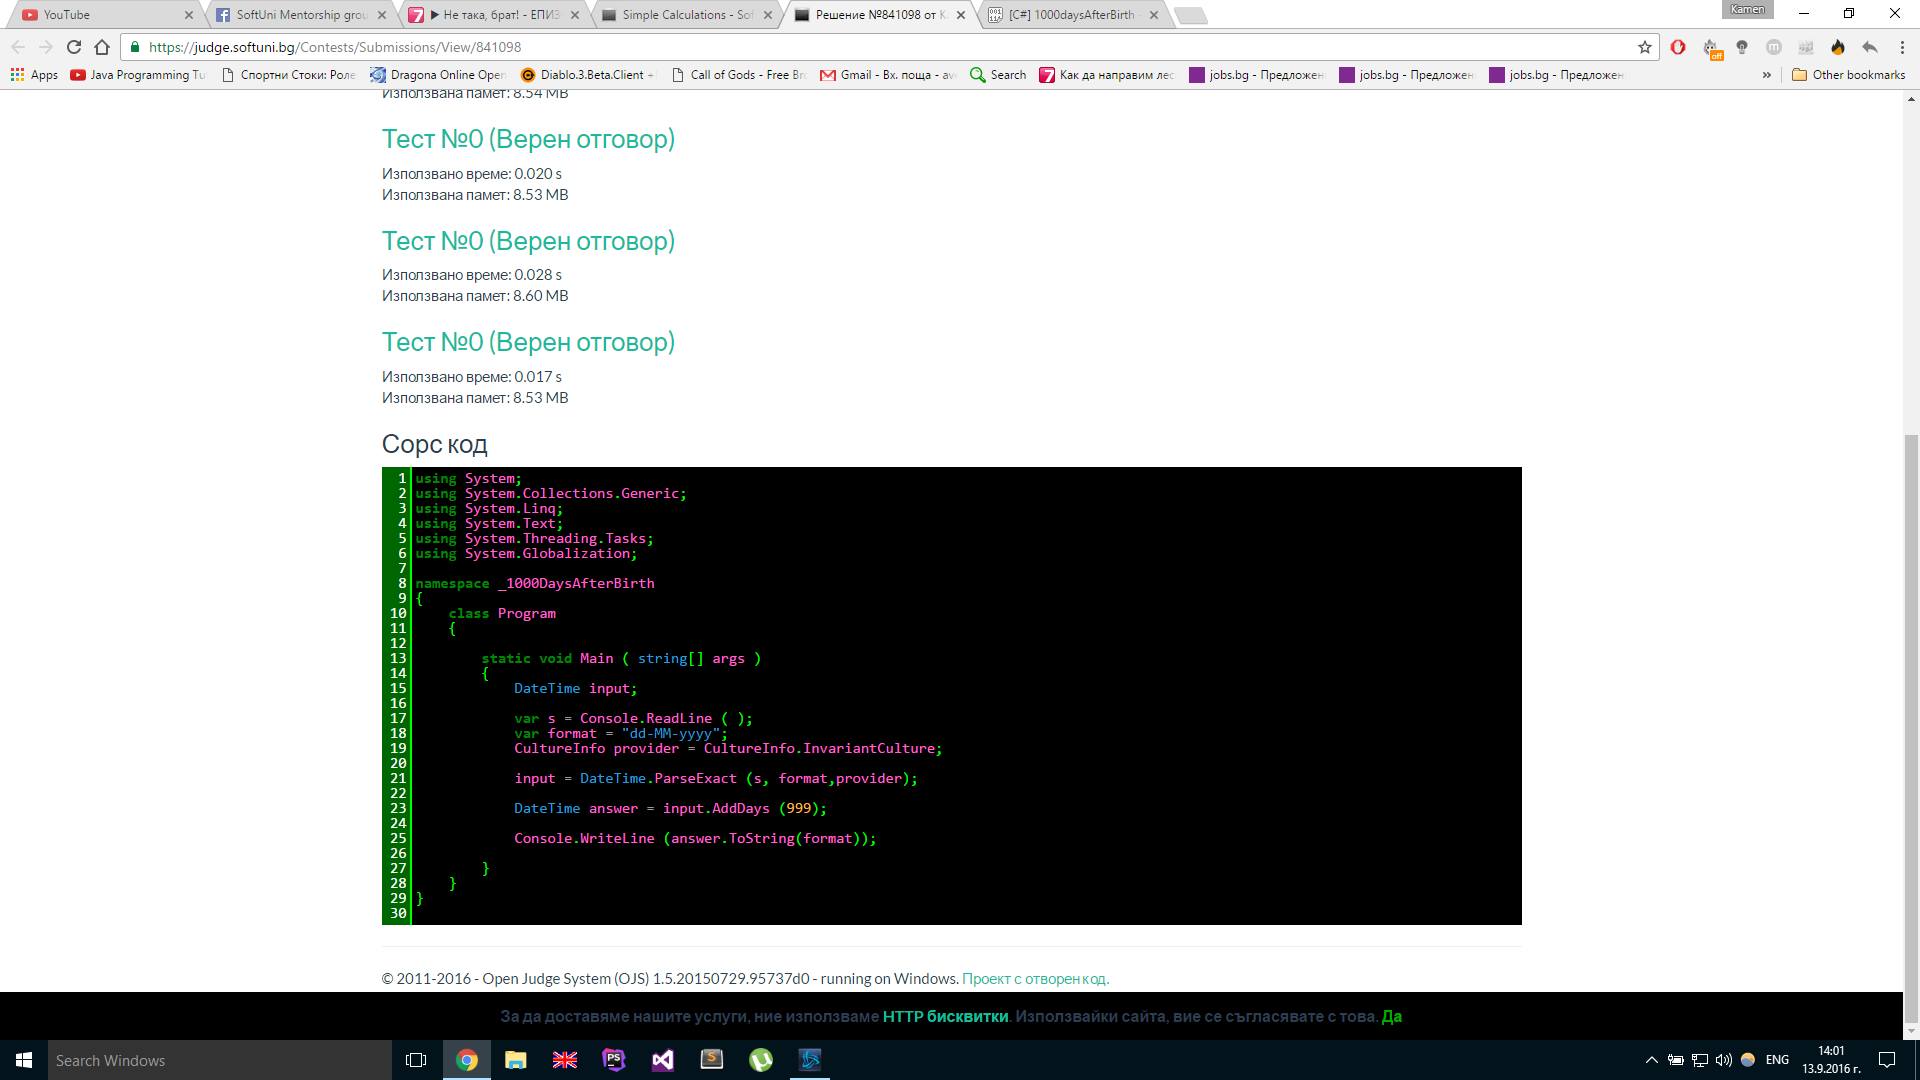 YouTube
SoftUni Mentorship grou
▶ Не така, брат! - ЕПИЗ
Simple Calculations - Sof
Решение №841098 от К
[C#] 1000daysAfterBirth
Kamen
https://judge.softuni.bg/Contests/Submissions/View/841098
off
Apps
Java Programming Tu
Спортни Стоки: Роле
Dragona Online Open
Diablo.3.Beta.Client +
Call of Gods - Free Bro
Gmail - Вх. поща - av
Search
Как да направим лес
jobs.bg - Предложен
jobs.bg - Предложен
jobs.bg - Предложен
»
Other bookmarks
Използвана памет: 8.54 MB
Тест №0 (Верен отговор)
Използвано време: 0.020 s
Използвана памет: 8.53 MB
Тест №0 (Верен отговор)
Използвано време: 0.028 s
Използвана памет: 8.60 MB
Тест №0 (Верен отговор)
Използвано време: 0.017 s
Използвана памет: 8.53 MB
Сорс код
1 using System;
2 using System.Collections.Generic;
3 using System.Linq;
4 using System.Text;
5 using System.Threading.Tasks;
6 using System.Globalization;
7
8 namespace _1000DaysAfterBirth
9 {
10 class Program
11 {
12
13 static void Main ( string[] args )
14 {
15 DateTime input;
16
17 var s = Console.ReadLine ( );
18 var format = "dd-MM-yyyy";
19 CultureInfo provider = CultureInfo.InvariantCulture;
20
21 input = DateTime.ParseExact (s, format,provider);
22
23 DateTime answer = input.AddDays (999);
24
25 Console.WriteLine (answer.ToString(format));
26
27 }
28 }
29 }
30
© 2011-2016 - Open Judge System (OJS) 1.5.20150729.95737d0 - running on Windows. Проект с отворен код.
За да доставяме нашите услуги, ние използваме HTTP бисквитки. Използвайки сайта, вие се съгласявате с това. Да
Search Windows
ENG
14:01
13.9.2016 г.